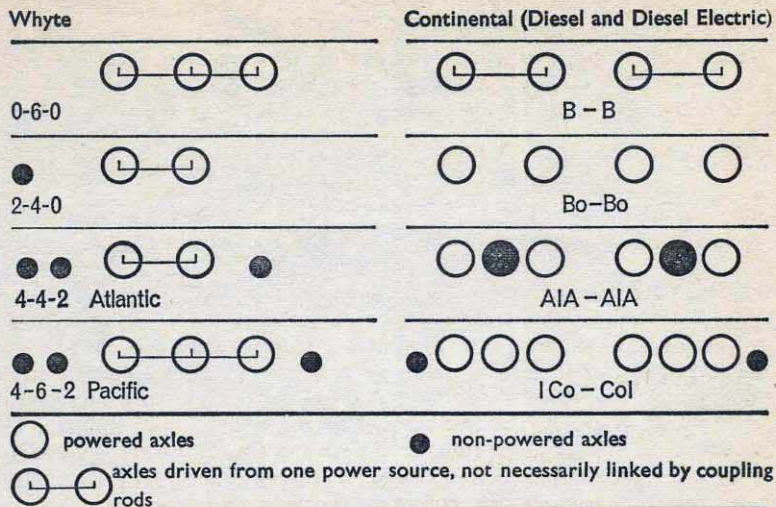 Whyte
Continental (Diesel and Diesel Electric)
0-6-0
B – B
2-4-0
Bo-Bo
4-4-2 Atlantic
AIA – AIA
4-6-2 Pacific
I Co – CoI
powered axles
non-powered axles
axles driven from one power source, not necessarily linked by coupling
rods